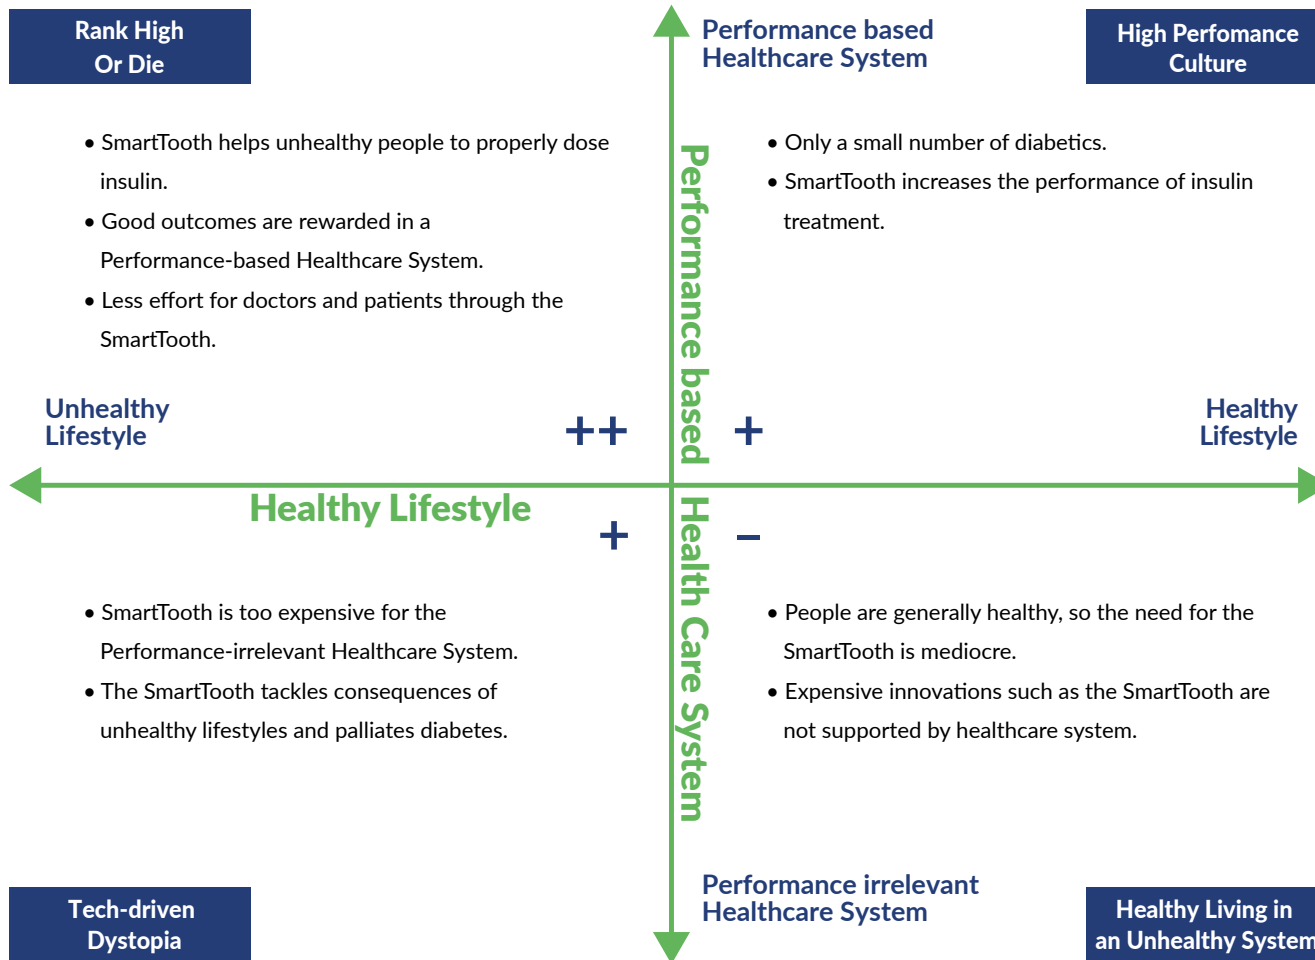 Rank High
Or Die
Performance based
Healthcare System
High Perfomance
Culture
• SmartTooth helps unhealthy people to properly dose
insulin.
• Good outcomes are rewarded in a
Performance-based Healthcare System.
• Less effort for doctors and patients through the
SmartTooth.
• Only a small number of diabetics.
• SmartTooth increases the performance of insulin
treatment.
Performance based Health Care System
Unhealthy
Lifestyle
++
+
Healthy
Lifestyle
Healthy Lifestyle
+
–
• SmartTooth is too expensive for the
Performance-irrelevant Healthcare System.
• The SmartTooth tackles consequences of
unhealthy lifestyles and palliates diabetes.
• People are generally healthy, so the need for the
SmartTooth is mediocre.
• Expensive innovations such as the SmartTooth are
not supported by healthcare system.
Tech-driven
Dystopia
Performance irrelevant
Healthcare System
Healthy Living in
an Unhealthy System